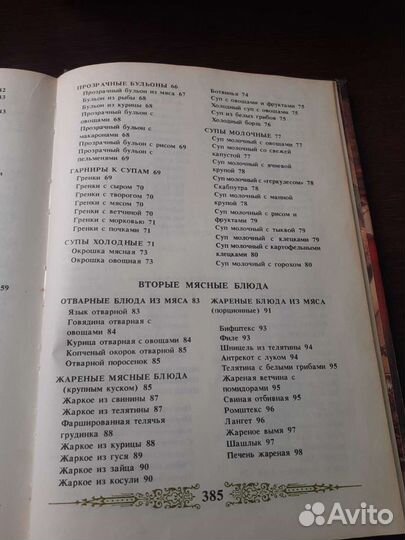 42
43
43
59
ПРОЗРАЧНЫЕ БУЛЬОНЫ 66
Прозрачный бульон из мяса 67
Бульон из рыбы 68
Бульон из курицы 68
Прозрачный бульон с
овощами 68
Прозрачный бульон с
макаронами 68
Прозрачный бульон с рисом 69
Прозрачный бульон с
пельменями 69
ГАРНИРЫ К СУПАМ 69
Гренки 69
Гренки с сыром 70
Гренки с творогом 70
Гренки с мясом 70
Гренки с ветчиной 70
Гренки с морковью 71
Гренки с почками 71
СУПЫ ХОЛОДНЫЕ 71
Окрошка мясная 73
Окрошка овощная 73
Ботвинья 74
Суп с овощами и фруктами 74
Холодный суп с овощами 75
Суп из белых грибов 75
Холодный борщ 76
СУПЫ МОЛОЧНЫЕ 77
Суп молочный с овощами 77
Суп молочный со свежей
капустой 77
Суп молочный с ячневой
крупой 78
Суп молочный с «геркулесом» 78
Скабпутра 78
Суп молочный с манной
крупой 78
Суп молочный с рисом и
фруктами 79
Суп молочный с тыквой 79
Суп молочный с клецками 79
Суп молочный с картофельными
клецками 80
Суп молочный с горохом 80
ВТОРЫЕ МЯСНЫЕ БЛЮДА
ОТВАРНЫЕ БЛЮДА ИЗ МЯСА 83
Язык отварной 83
Говядина отварная с
овощами 84
Курица отварная с овощами 84
Копченый окорок отварной 85
Отварной поросенок 85
ЖАРЕНЫЕ МЯСНЫЕ БЛЮДА
(крупным куском) 85
Жаркое из свинины 87
Жаркое из телятины 87
Фаршированная телячья
грудинка 88
Жаркое из курицы 88
Жаркое из гуся 89
Жаркое из зайца 90
Жаркое из косули 90
ЖАРЕНЫЕ БЛЮДА ИЗ МЯСА
(порционные) 91
Бифштекс 93
Филе 93
Шницель из телятины 94
Антрекот с луком 94
Телятина с белыми грибами 95
Жареная ветчина с
помидорами 95
Свиная отбивная 95
Ромштекс 96
Лангет 96
Жареное вымя 97
Шашлык 97
Печень жареная 98
385
Avito